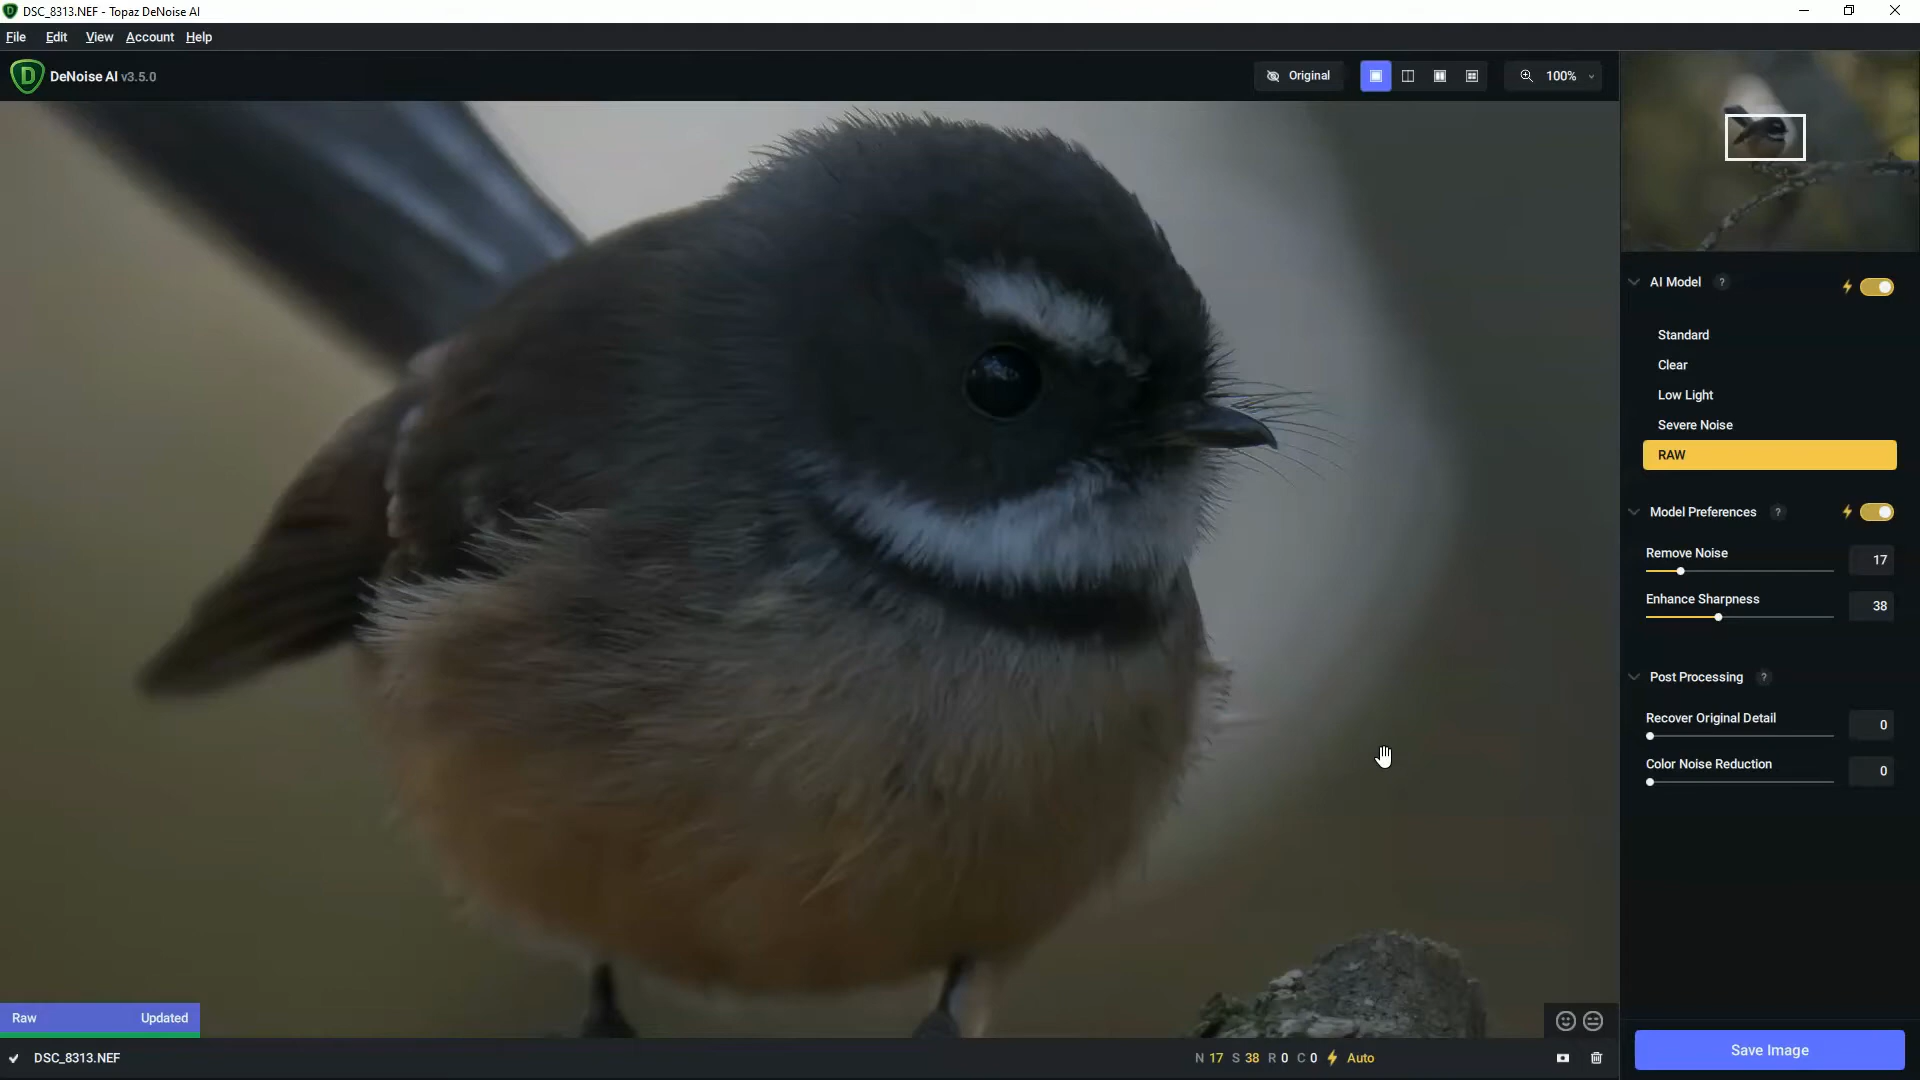 DSC_8313.NEF - Topaz DeNoise AI
File Edit View Account Help
D DeNoise AI v3.5.0
Original
100%
AI Model ?
Standard
Clear
Low Light
Severe Noise
RAW
Model Preferences ?
Remove Noise 17
Enhance Sharpness 38
Post Processing ?
Recover Original Detail 0
Color Noise Reduction 0
Raw Updated
DSC_8313.NEF
N 17 S 38 R 0 C 0 Auto
Save Image